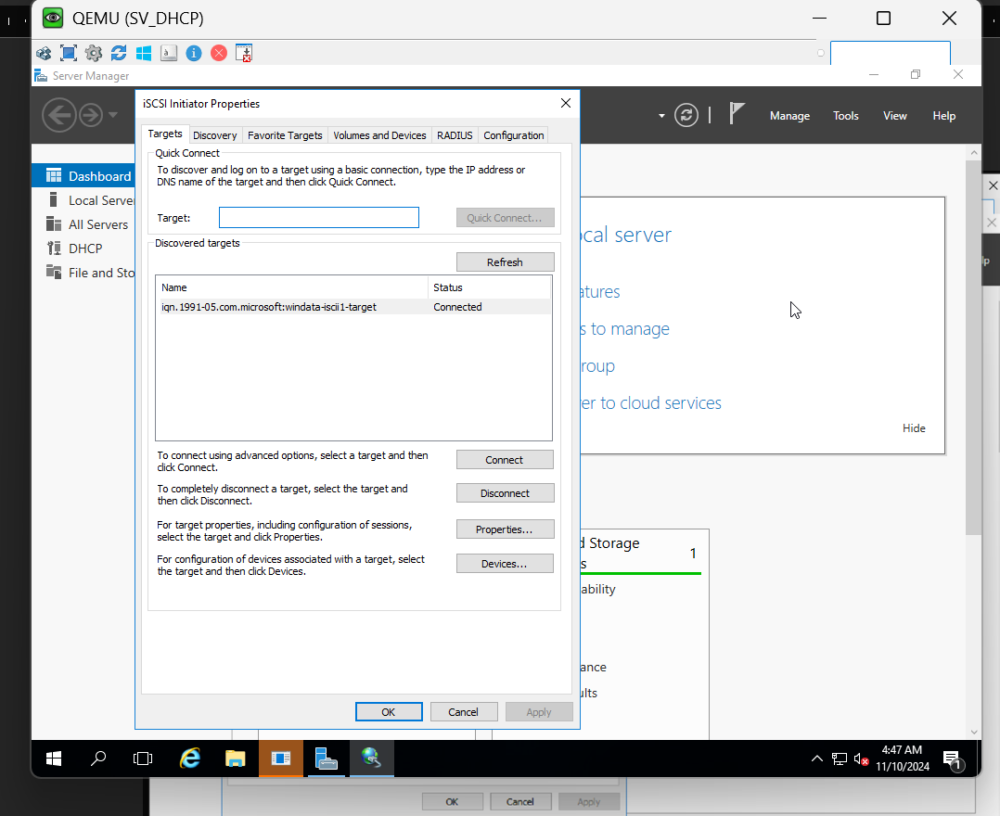 QEMU (SV_DHCP)
Server Manager
iSCSI Initiator Properties
Manage Tools View Help
Targets Discovery Favorite Targets Volumes and Devices RADIUS Configuration
Quick Connect
To discover and log on to a target using a basic connection, type the IP address or
DNS name of the target and then click Quick Connect.
Target:
Quick Connect...
Discovered targets
Refresh
Name Status
iqn.1991-05.com.microsoft:windata-iscii1-target Connected
To connect using advanced options, select a target and then
click Connect.
Connect
To completely disconnect a target, select the target and
then click Disconnect.
Disconnect
For target properties, including configuration of sessions,
select the target and click Properties.
Properties...
For configuration of devices associated with a target, select
the target and then click Devices.
Devices...
OK Cancel Apply
Dashboard
Local Server
All Servers
DHCP
File and Sto
ocal server
atures
s to manage
roup
er to cloud services
Hide
d Storage
s
1
ability
ance
ults
4:47 AM
11/10/2024
1
lp
OK Cancel Apply